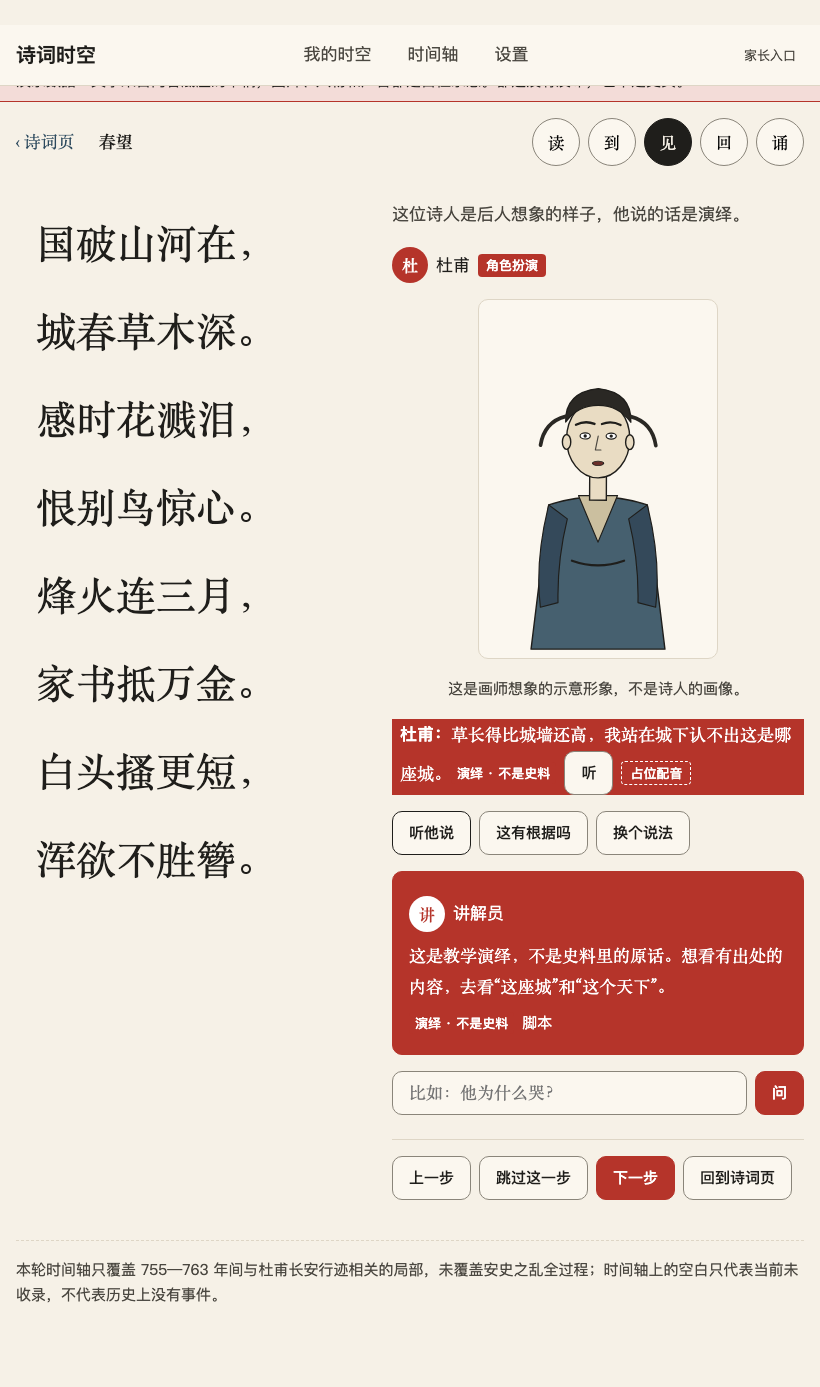 诗词时空
我的时空
时间轴
设置
家长入口
‹ 诗词页
春望
读
到
见
回
诵
国破山河在，
城春草木深。
感时花溅泪，
恨别鸟惊心。
烽火连三月，
家书抵万金。
白头搔更短，
浑欲不胜簪。
这位诗人是后人想象的样子，他说的话是演绎。
杜
杜甫
角色扮演
这是画师想象的示意形象，不是诗人的画像。
杜甫：草长得比城墙还高，我站在城下认不出这是哪
座城。 演绎 · 不是史料 听 占位配音
听他说
这有根据吗
换个说法
讲
讲解员
这是教学演绎，不是史料里的原话。想看有出处的
内容，去看“这座城”和“这个天下”。
演绎 · 不是史料 脚本
比如：他为什么哭?
问
上一步
跳过这一步
下一步
回到诗词页
本轮时间轴只覆盖 755—763 年间与杜甫长安行迹相关的局部，未覆盖安史之乱全过程；时间轴上的空白只代表当前未
收录，不代表历史上没有事件。